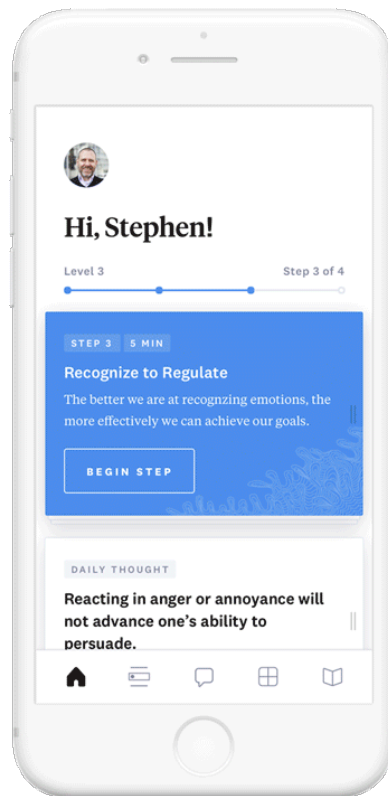 Hi, Stephen!
Level 3 Step 3 of 4
STEP 3 5 MIN
Recognize to Regulate
The better we are at recognzing emotions, the
more effectively we can achieve our goals.
BEGIN STEP
DAILY THOUGHT
Reacting in anger or annoyance will
not advance one’s ability to
persuade.